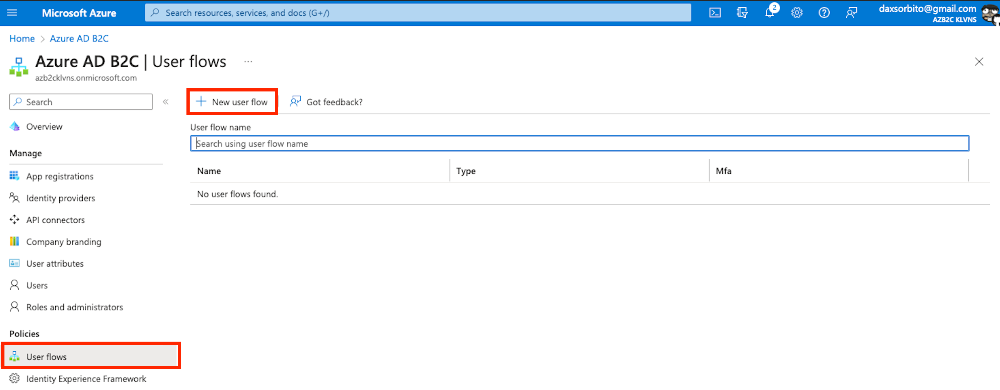 Microsoft Azure
Search resources, services, and docs (G+/)
2
daxsorbito@gmail.com
AZB2C KLVNS
Home > Azure AD B2C
Azure AD B2C | User flows ...
azb2cklvns.onmicrosoft.com
Search
«
+ New user flow
Got feedback?
Overview
User flow name
Search using user flow name
Manage
Name Type Mfa
App registrations
No user flows found.
Identity providers
API connectors
Company branding
User attributes
Users
Roles and administrators
Policies
User flows
Identity Experience Framework